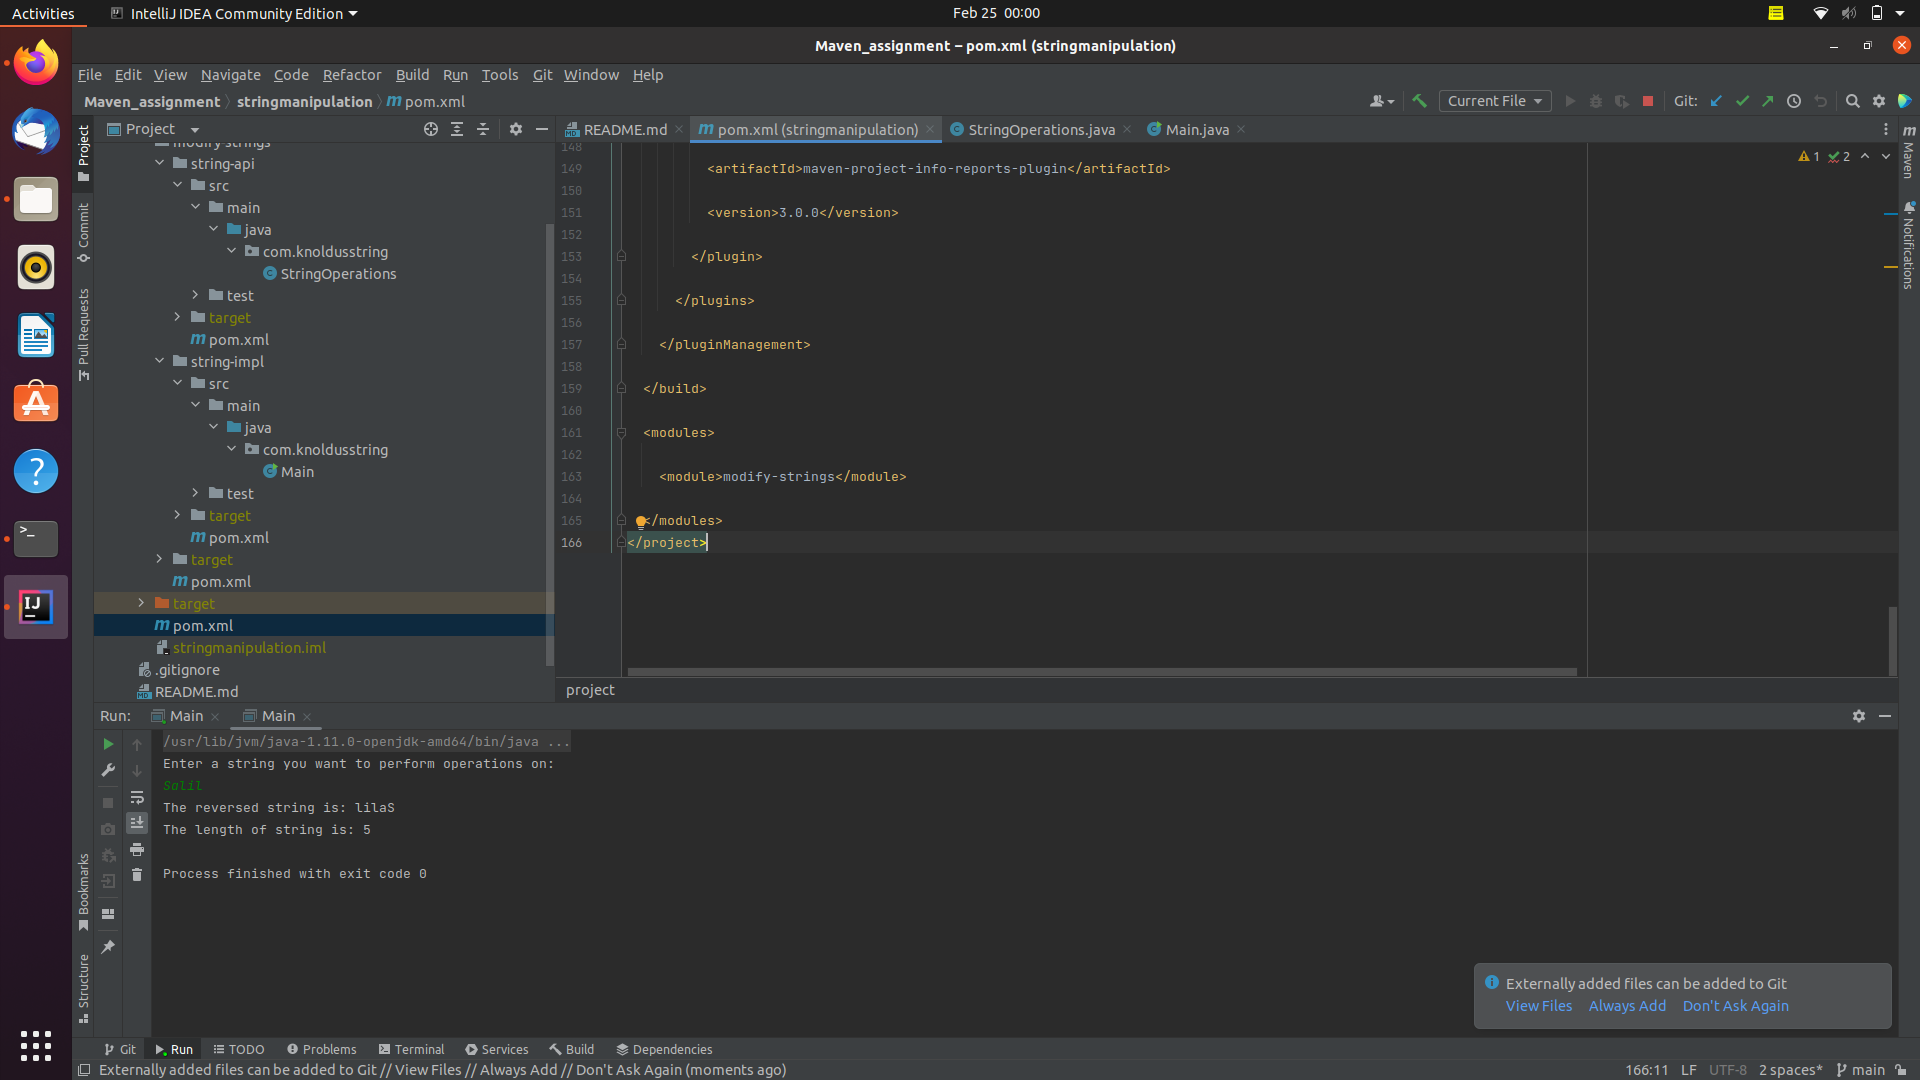 Activities
IntelliJ IDEA Community Edition
Feb 25 00:00
Maven_assignment – pom.xml (stringmanipulation)
File Edit View Navigate Code Refactor Build Run Tools Git Window Help
Maven_assignment stringmanipulation m pom.xml
Current File
Git:
Project
README.md
pom.xml (stringmanipulation)
StringOperations.java
Main.java
Project
Commit
Pull Requests
Bookmarks
Structure
modify-strings
string-api
src
main
java
com.knoldusstring
StringOperations
test
target
pom.xml
string-impl
src
main
java
com.knoldusstring
Main
test
target
pom.xml
target
pom.xml
target
pom.xml
stringmanipulation.iml
.gitignore
README.md
1 2
148
149 <artifactId>maven-project-info-reports-plugin</artifactId>
150
151 <version>3.0.0</version>
152
153 </plugin>
154
155 </plugins>
156
157 </pluginManagement>
158
159 </build>
160
161 <modules>
162
163 <module>modify-strings</module>
164
165 </modules>
166 </project>
project
Maven
Notifications
Run: Main Main
/usr/lib/jvm/java-1.11.0-openjdk-amd64/bin/java ...
Enter a string you want to perform operations on:
Salil
The reversed string is: lilaS
The length of string is: 5
Process finished with exit code 0
Externally added files can be added to Git
View Files Always Add Don't Ask Again
Git Run TODO Problems Terminal Services Build Dependencies
Externally added files can be added to Git // View Files // Always Add // Don't Ask Again (moments ago)
166:11 LF UTF-8 2 spaces* main